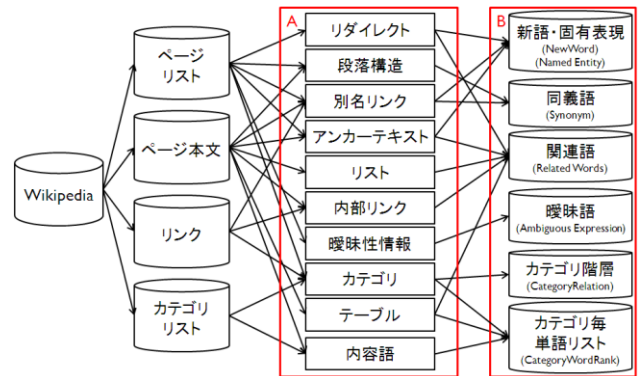 Wikipedia
ページ
リスト
ページ本文
リンク
カテゴリ
リスト
A
リダイレクト
段落構造
別名リンク
アンカーテキスト
リスト
内部リンク
曖昧性情報
カテゴリ
テーブル
内容語
B
新語・固有表現
(NewWord)
(Named Entity)
同義語
(Synonym)
関連語
(Related Words)
曖昧語
(Ambiguous Expression)
カテゴリ階層
(CategoryRelation)
カテゴリ毎
単語リスト
(CategoryWordRank)